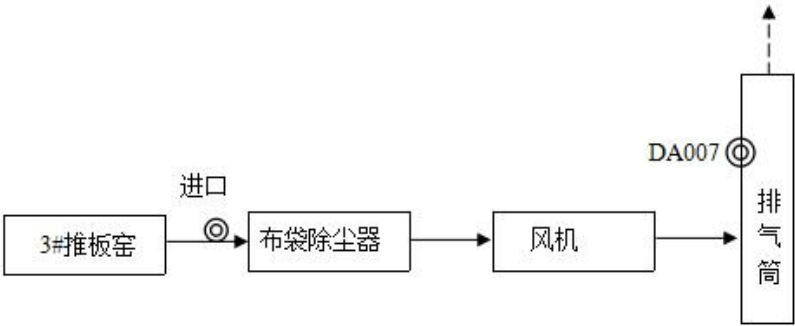 DA007
进口
3#推板窑
布袋除尘器
风机
排气筒